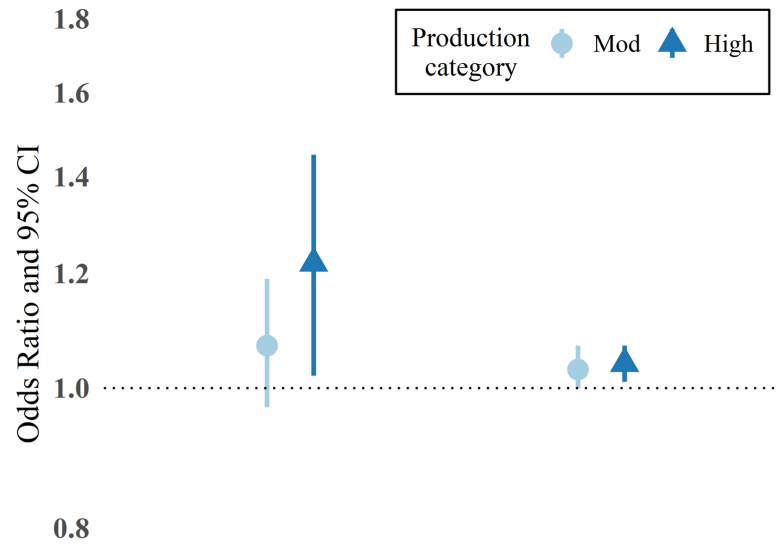 Production
category
Mod
High
Odds Ratio and 95% CI
1.8
1.6
1.4
1.2
1.0
0.8